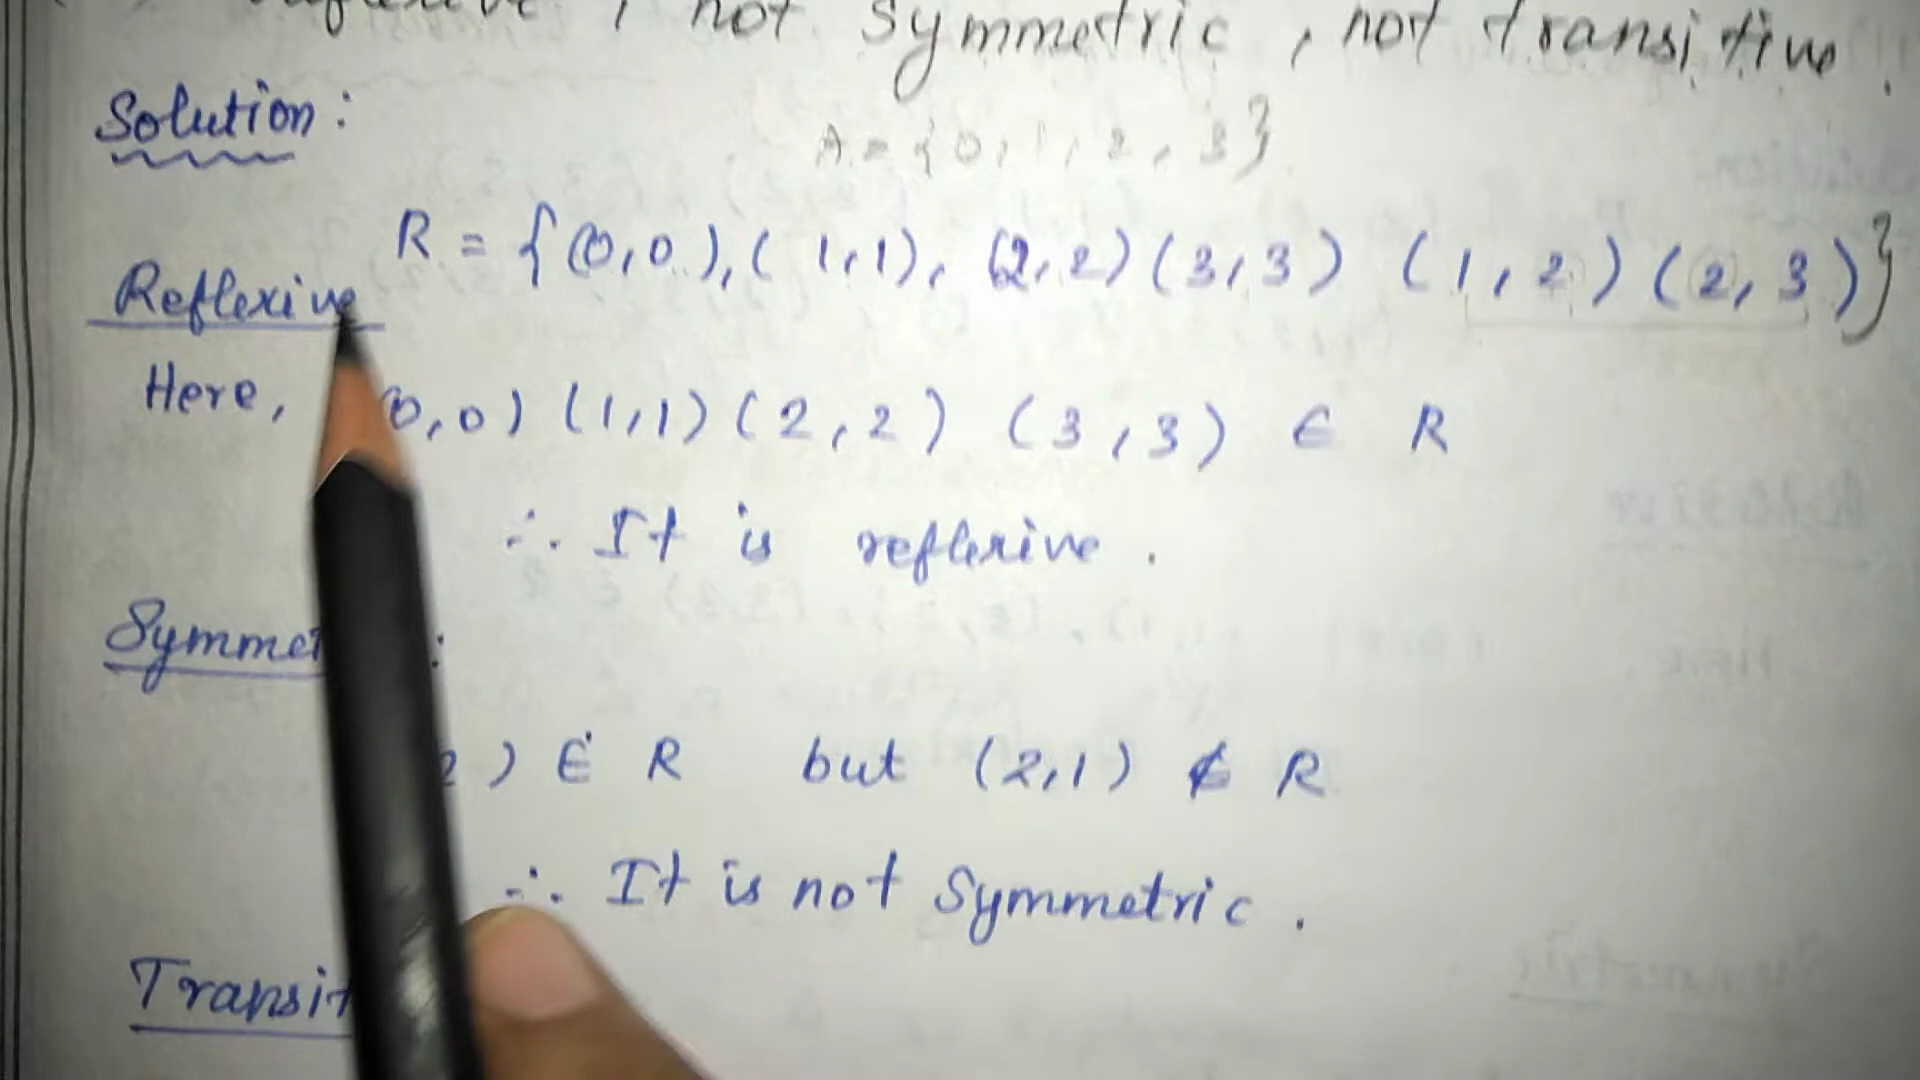 , not Symmetric, not transitive.
Solution:
A = {0, 1, 2, 3}
R = {(0,0),(1,1),(2,2)(3,3)(1,2)(2,3)}
Reflexive
Here, 0,0)(1,1)(2,2) (3,3) ∈ R
∴ It is reflexive.
Symmet :
2) ∈ R but (2,1) ∉ R
∴ It is not Symmetric.
Transit